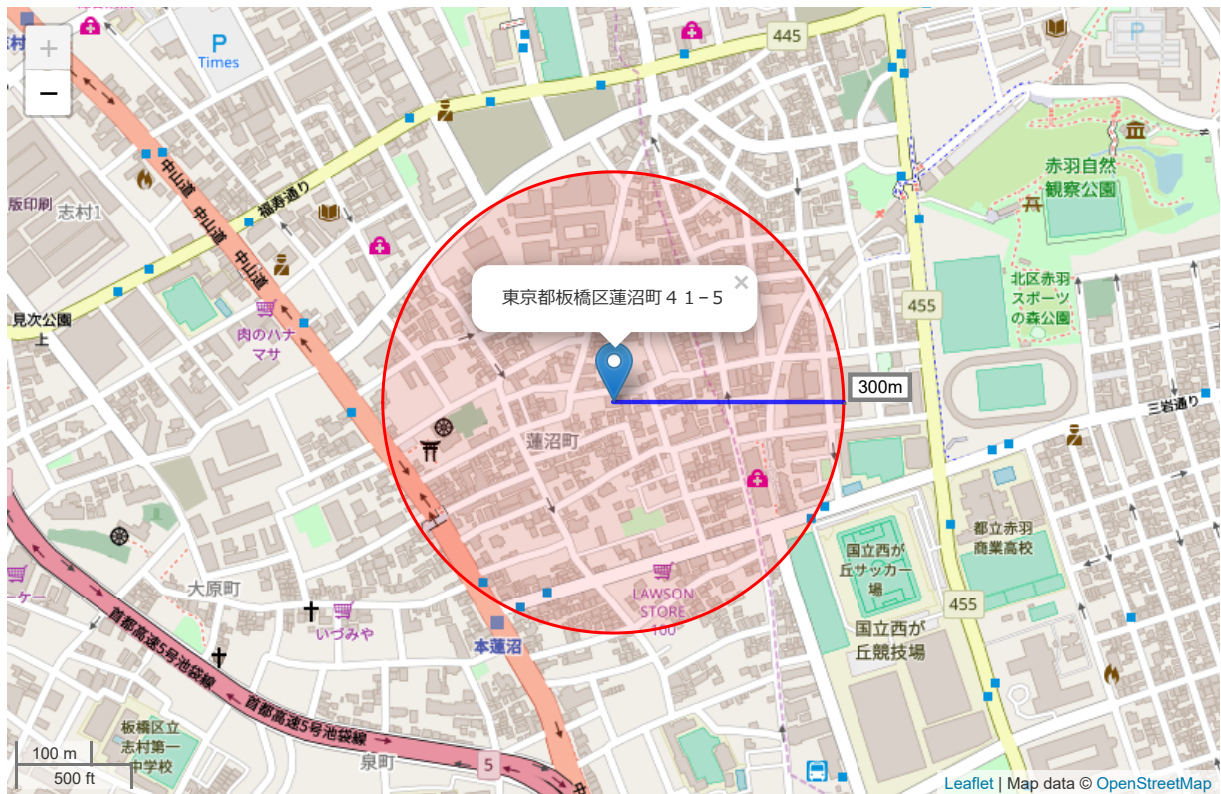 445
+
−
村
P
Times
中山道
中山道
中山道
福寿通り
版印刷
志村1
赤羽自然
観察公園
東京都板橋区蓮沼町４１−５
×
北区赤羽
スポーツ
の森公園
455
見次公園
上
肉のハナ
マサ
300m
三岩通り
蓮沼町
国立西が
丘サッカー
場
都立赤羽
商業高校
大原町
ーケー
LAWSON
STORE
100
455
いづみや
本蓮沼
国立西が
丘競技場
首都高速5号池袋線
首都高速5号池袋線
板橋区立
志村第一
中学校
泉町
5
中
100 m
500 ft
P
Leaflet | Map data © OpenStreetMap